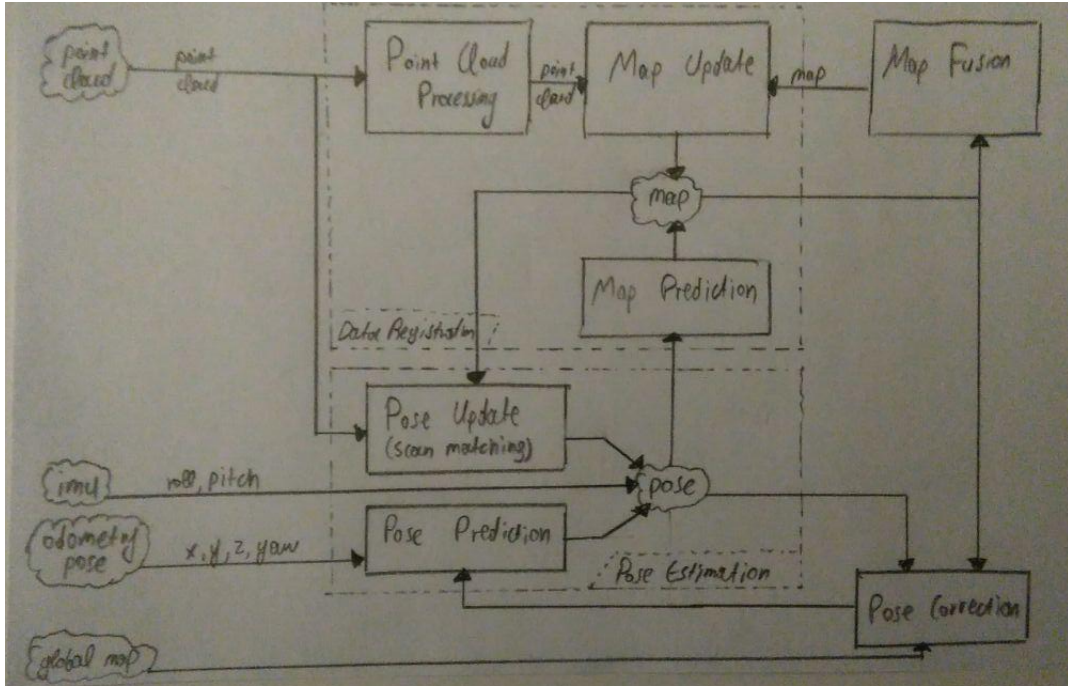 point
cloud
point
cloud
Point Cloud
Processing
point
cloud
Map Update
map
Map Fusion
map
Map Prediction
Data Registration
Pose Update
(scan matching)
imu
roll, pitch
pose
odometry
pose
x, y, z, yaw
Pose Prediction
Pose Estimation
Pose Correction
global map